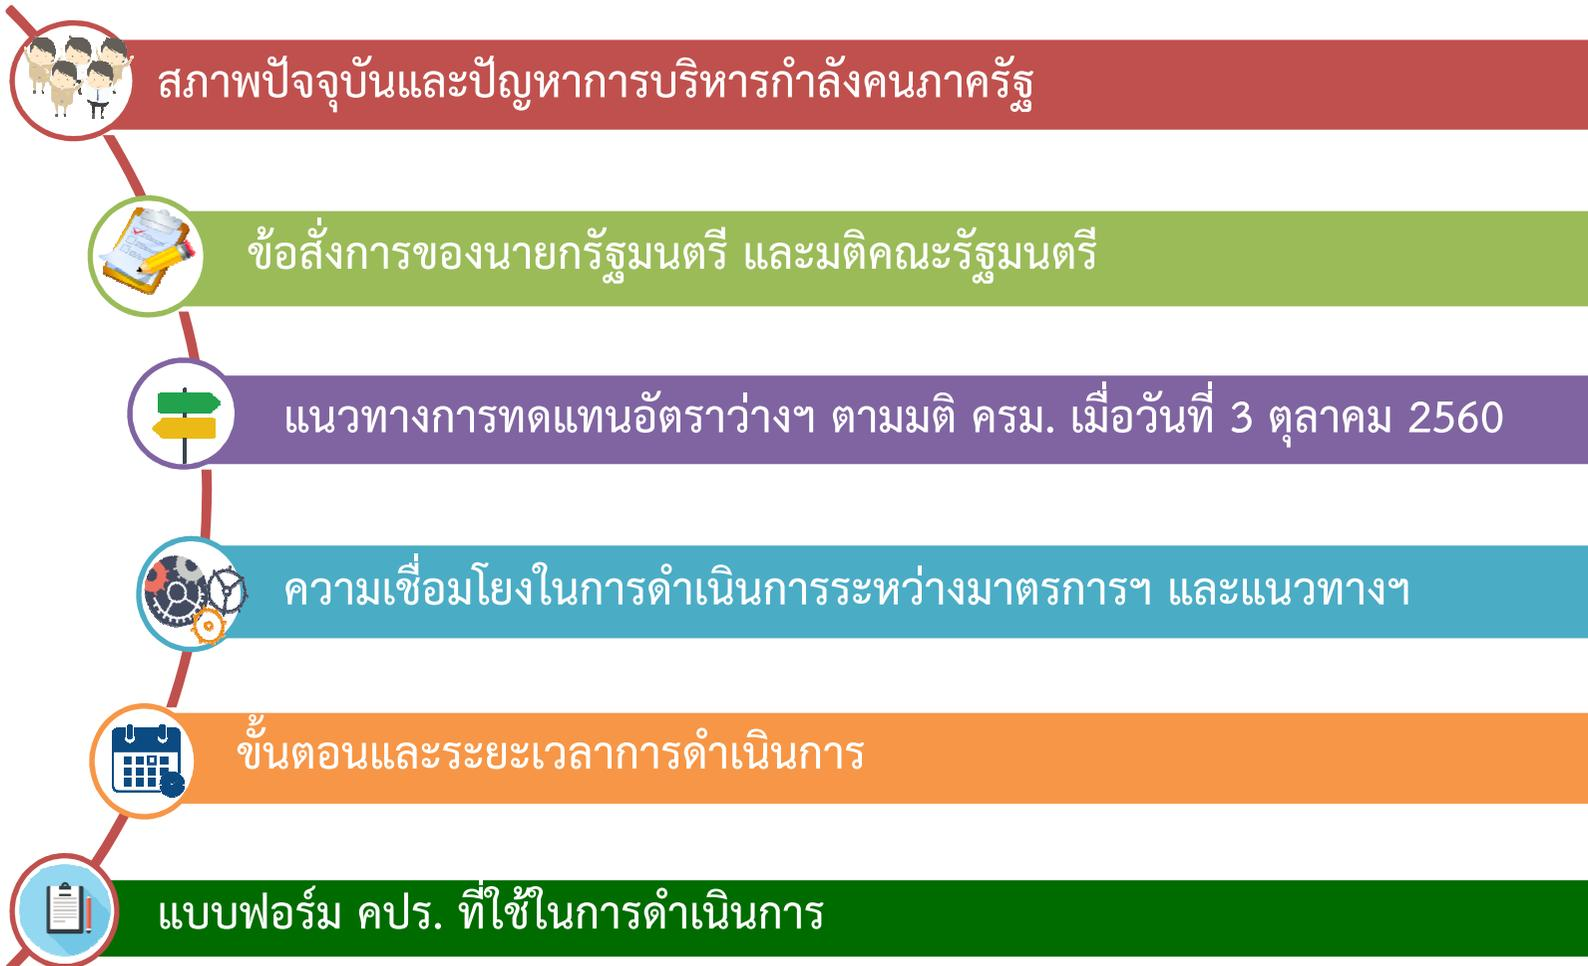 สภาพปัจจุบันและปัญหาการบริหารกำลังคนภาครัฐ
ข้อสั่งการของนายกรัฐมนตรี และมติคณะรัฐมนตรี
แนวทางการทดแทนอัตราว่างฯ ตามมติ ครม. เมื่อวันที่ 3 ตุลาคม 2560
ความเชื่อมโยงในการดำเนินการระหว่างมาตรการฯ และแนวทางฯ
ขั้นตอนและระยะเวลาการดำเนินการ
แบบฟอร์ม คปร. ที่ใช้ในการดำเนินการ